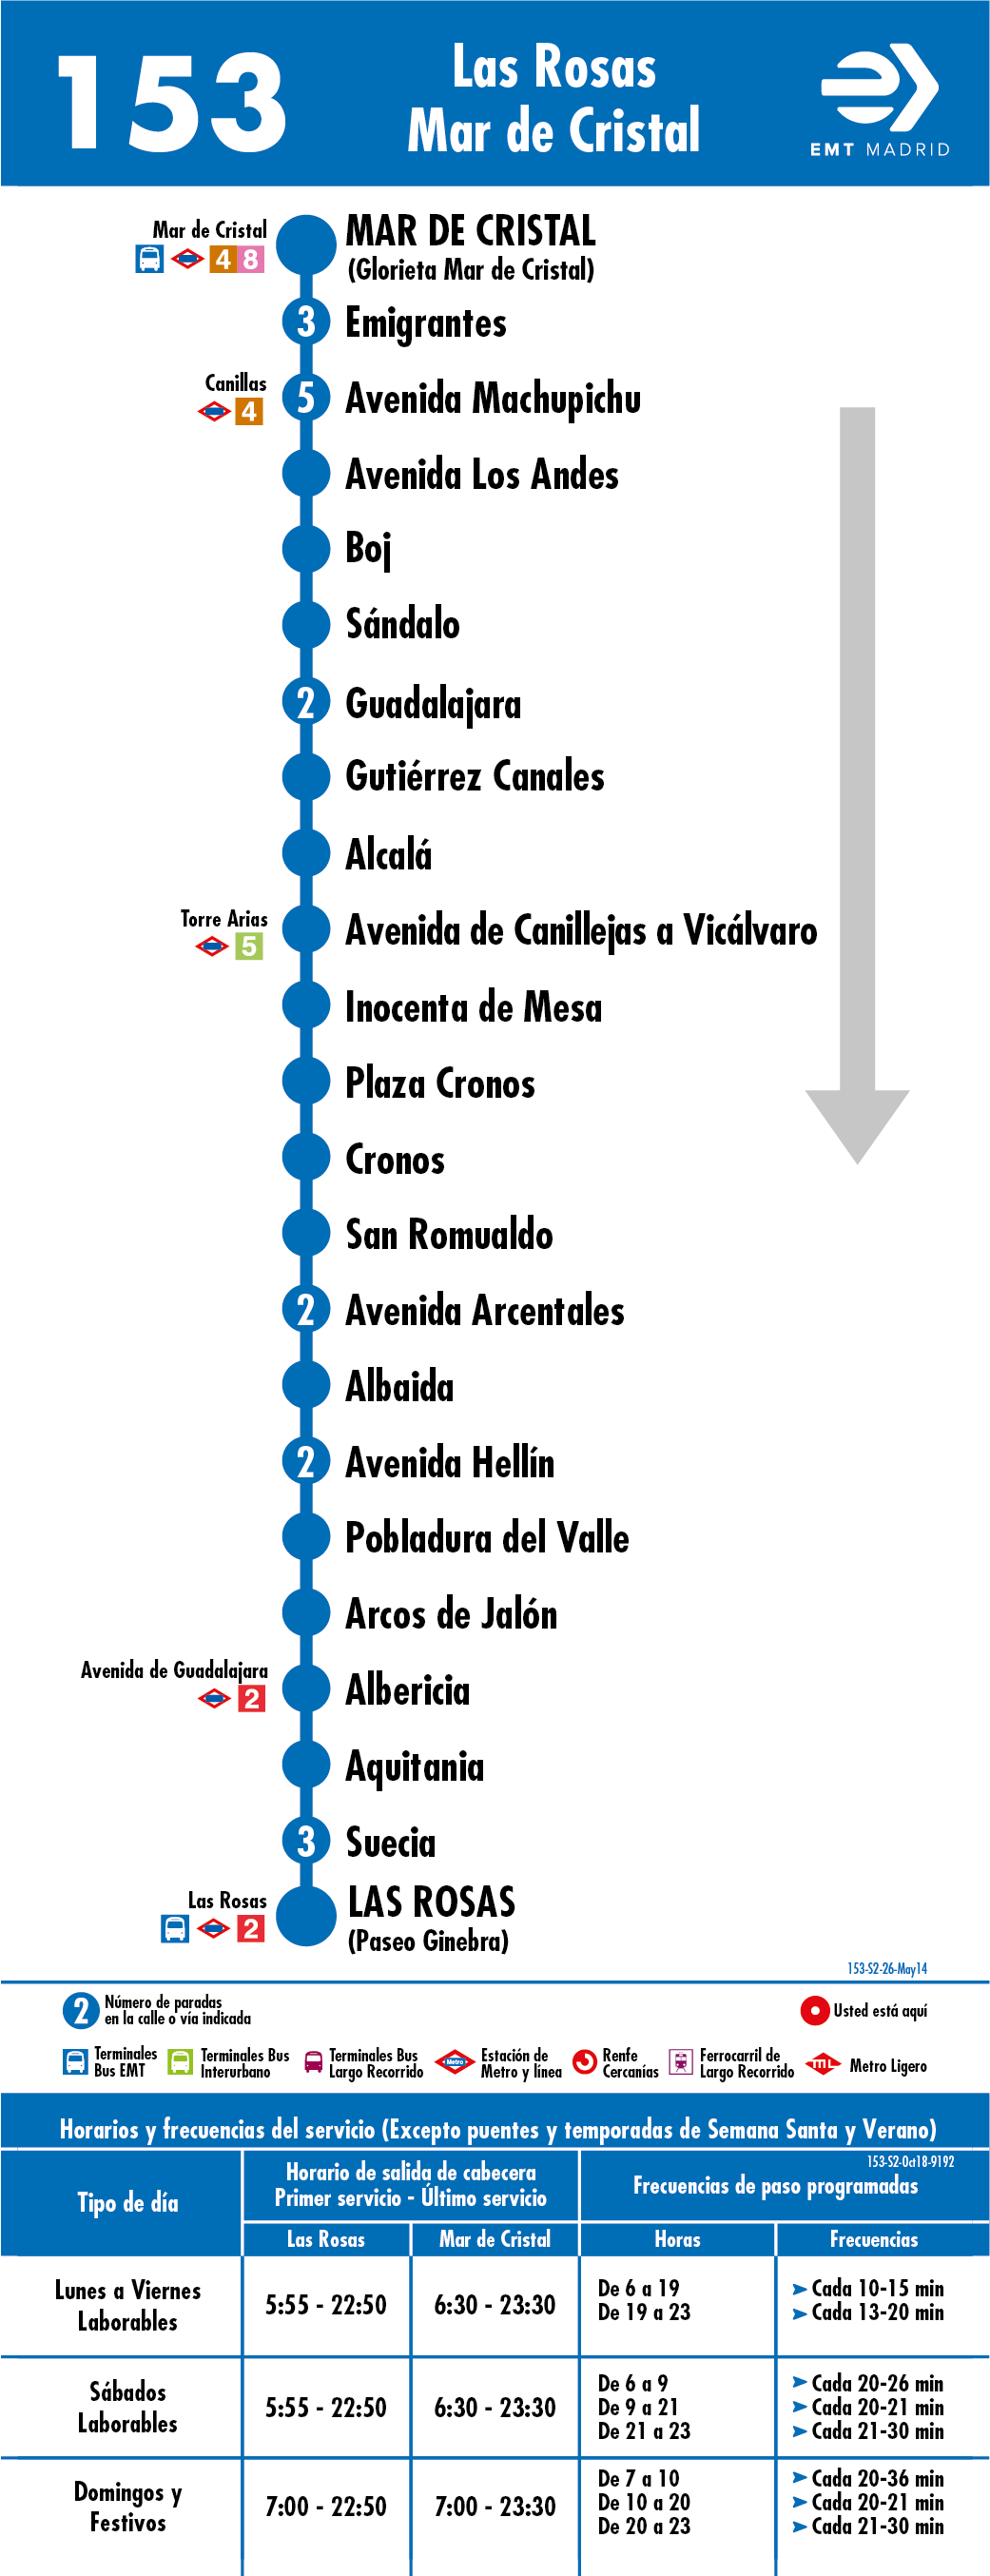 153
Las Rosas
Mar de Cristal
EMT MADRID
Mar de Cristal
4 8
MAR DE CRISTAL
(Glorieta Mar de Cristal)
3 Emigrantes
Canillas
4
5 Avenida Machupichu
Avenida Los Andes
Boj
Sándalo
2 Guadalajara
Gutiérrez Canales
Alcalá
Torre Arias
5
Avenida de Canillejas a Vicálvaro
Inocenta de Mesa
Plaza Cronos
Cronos
San Romualdo
2 Avenida Arcentales
Albaida
2 Avenida Hellín
Pobladura del Valle
Arcos de Jalón
Avenida de Guadalajara
2
Albericia
Aquitania
3 Suecia
Las Rosas
2
LAS ROSAS
(Paseo Ginebra)
153-S2-26-May14
2 Número de paradas
en la calle o vía indicada
Usted está aquí
Terminales
Bus EMT
Terminales Bus
Interurbano
Terminales Bus
Largo Recorrido
Metro
Estación de
Metro y línea
Renfe
Cercanías
Ferrocarril de
Largo Recorrido
ML
Metro Ligero
Horarios y frecuencias del servicio (Excepto puentes y temporadas de Semana Santa y Verano)
153-S2-Oct18-9192
Tipo de día
Horario de salida de cabecera
Primer servicio - Último servicio
Frecuencias de paso programadas
Las Rosas Mar de Cristal Horas Frecuencias
Lunes a Viernes
Laborables
5:55 - 22:50 6:30 - 23:30
De 6 a 19 Cada 10-15 min
De 19 a 23 Cada 13-20 min
Sábados
Laborables
5:55 - 22:50 6:30 - 23:30
De 6 a 9 Cada 20-26 min
De 9 a 21 Cada 20-21 min
De 21 a 23 Cada 21-30 min
Domingos y
Festivos
7:00 - 22:50 7:00 - 23:30
De 7 a 10 Cada 20-36 min
De 10 a 20 Cada 20-21 min
De 20 a 23 Cada 21-30 min